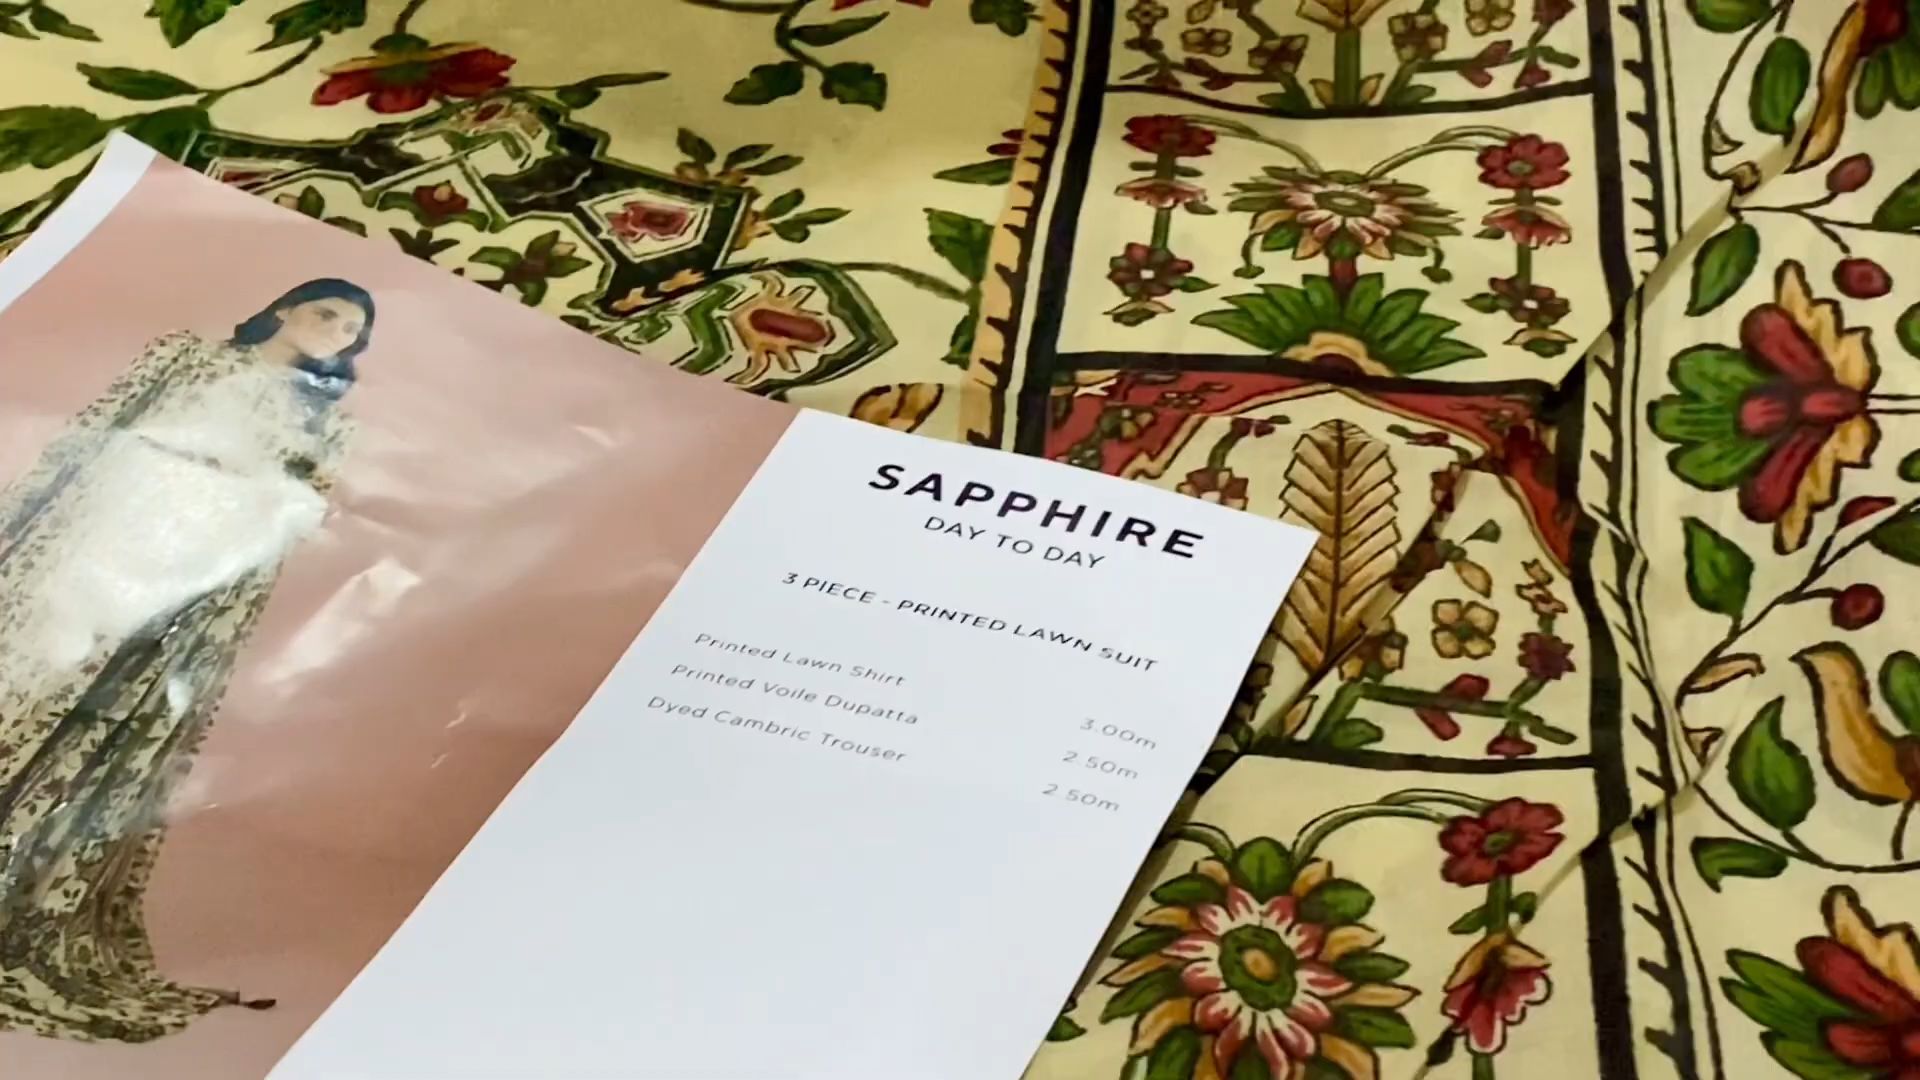 SAPPHIRE
DAY TO DAY
3 PIECE - PRINTED LAWN SUIT
Printed Lawn Shirt 3.00m
Printed Voile Dupatta 2.50m
Dyed Cambric Trouser 2.50m